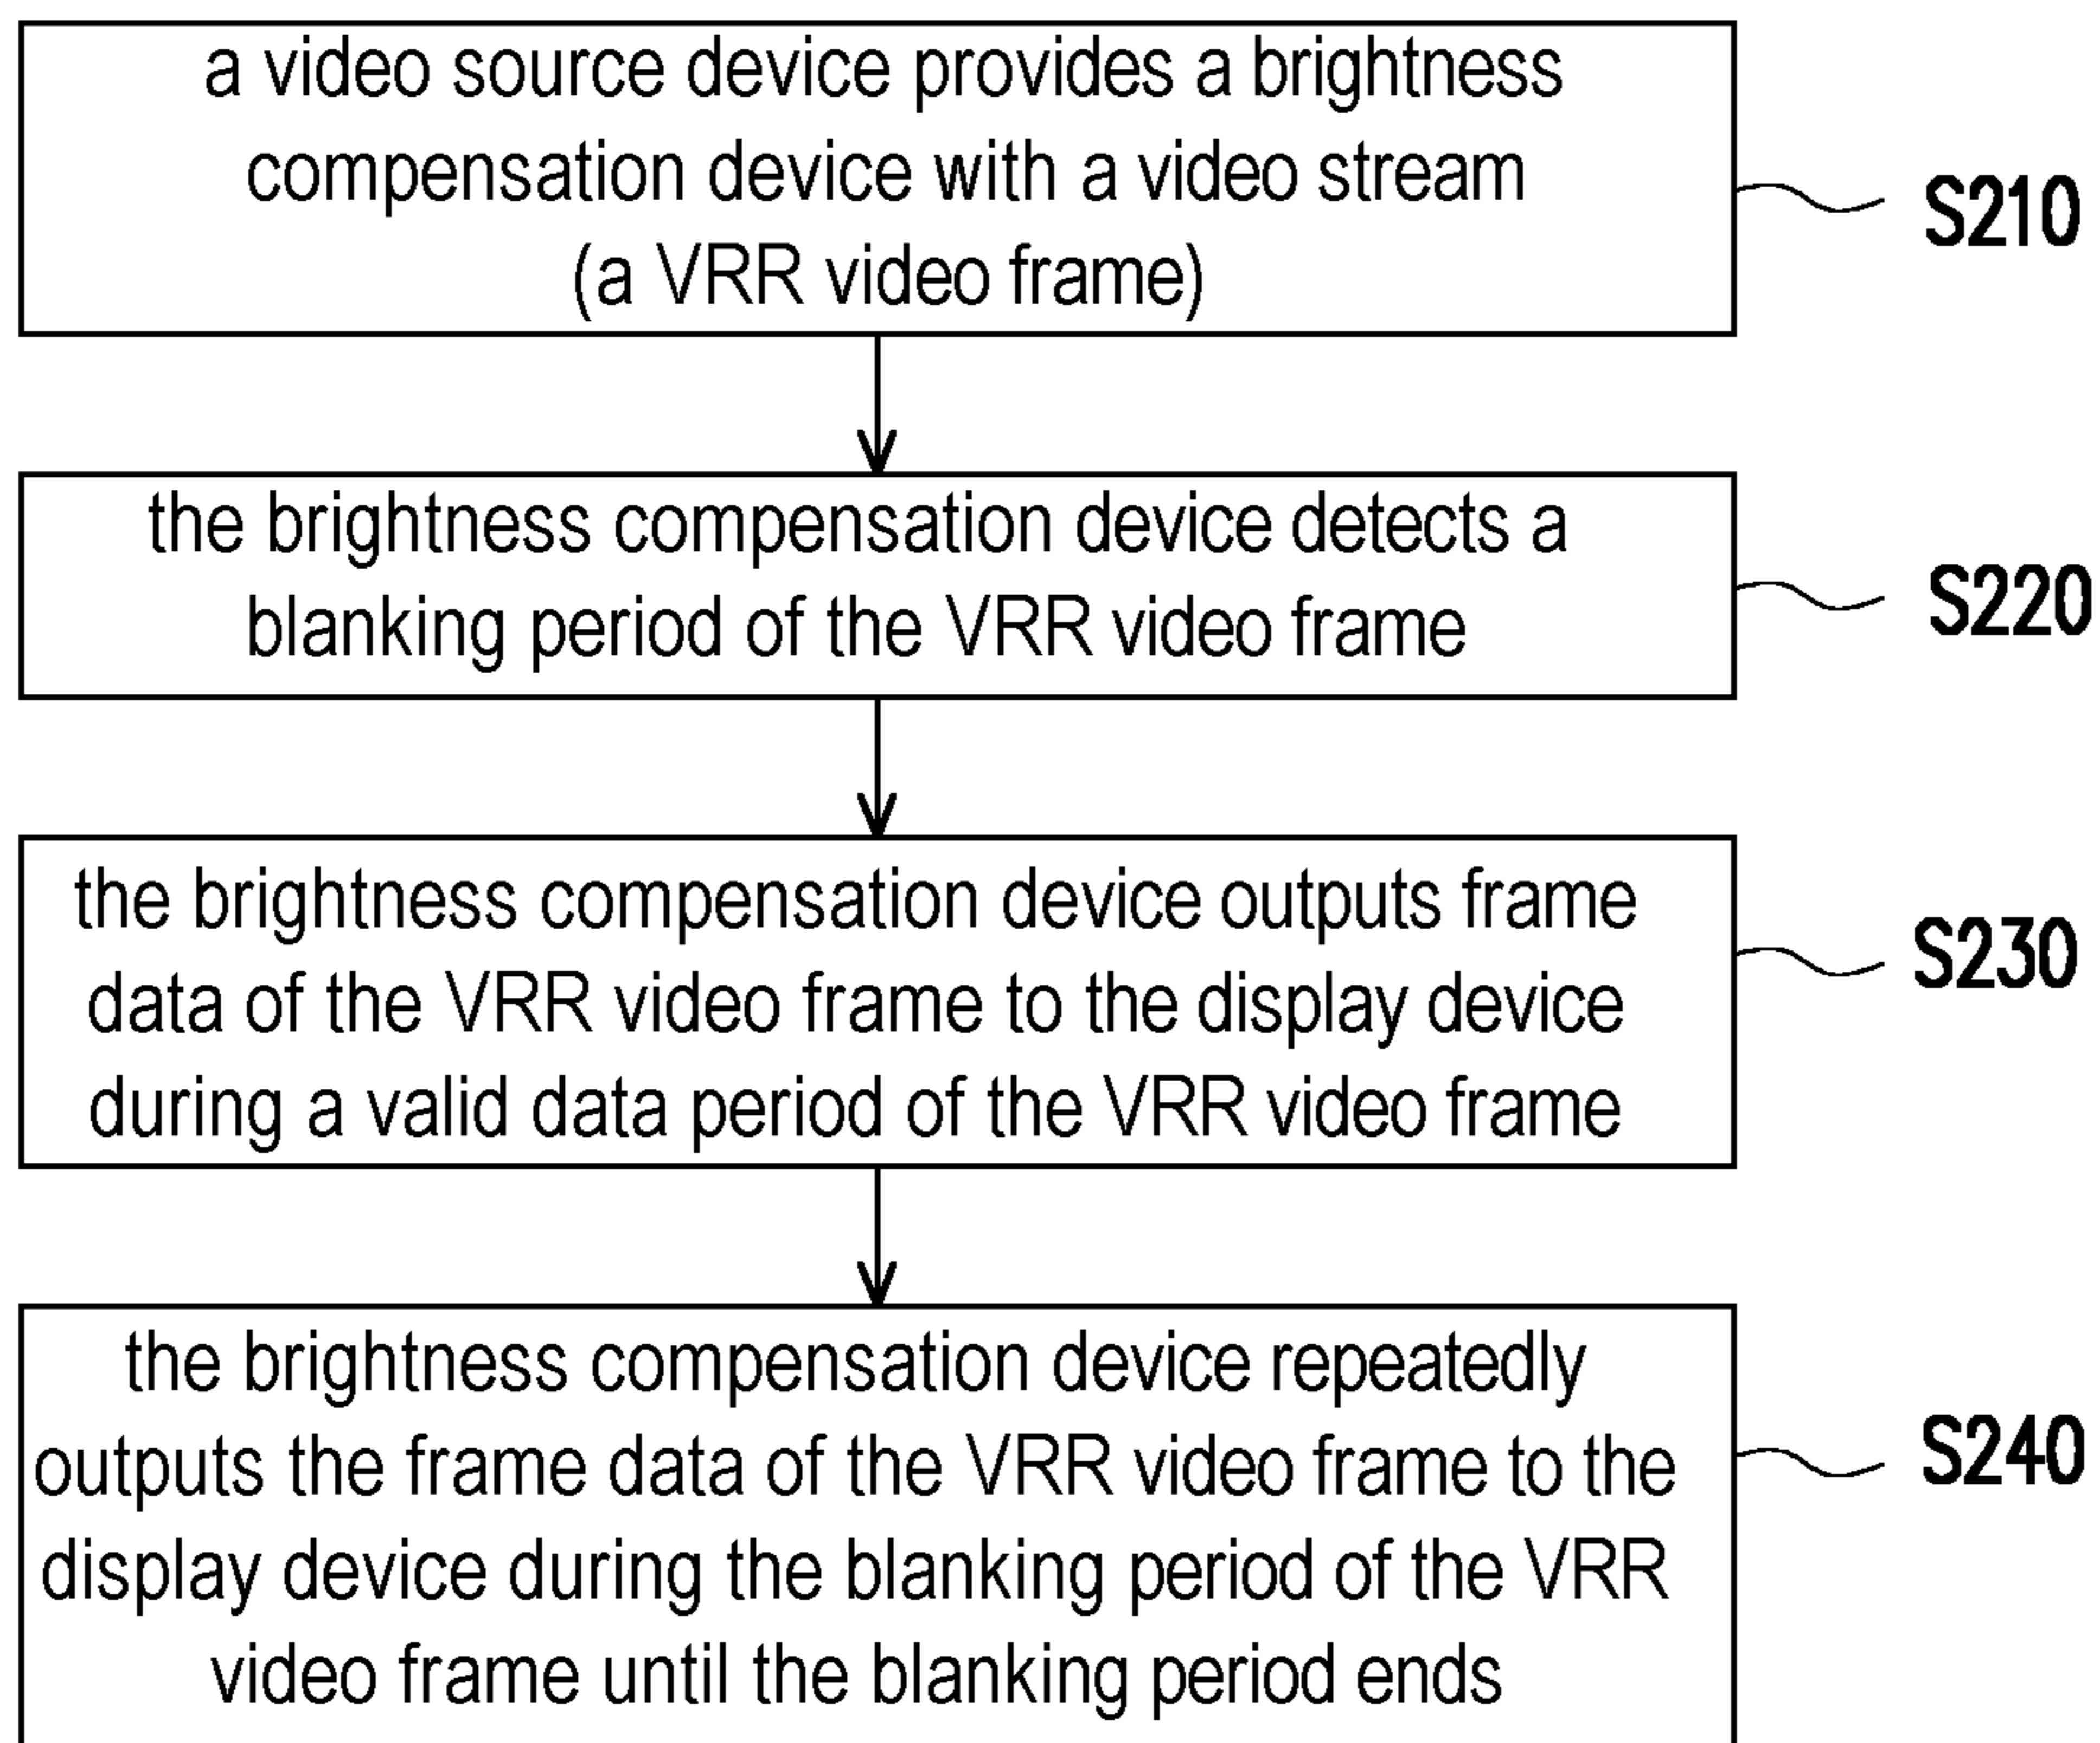 a video source device provides a brightness
compensation device with a video stream
(a VRR video frame)
S210
the brightness compensation device detects a
blanking period of the VRR video frame
S220
the brightness compensation device outputs frame
data of the VRR video frame to the display device
during a valid data period of the VRR video frame
S230
the brightness compensation device repeatedly
outputs the frame data of the VRR video frame to the
display device during the blanking period of the VRR
video frame until the blanking period ends
S240